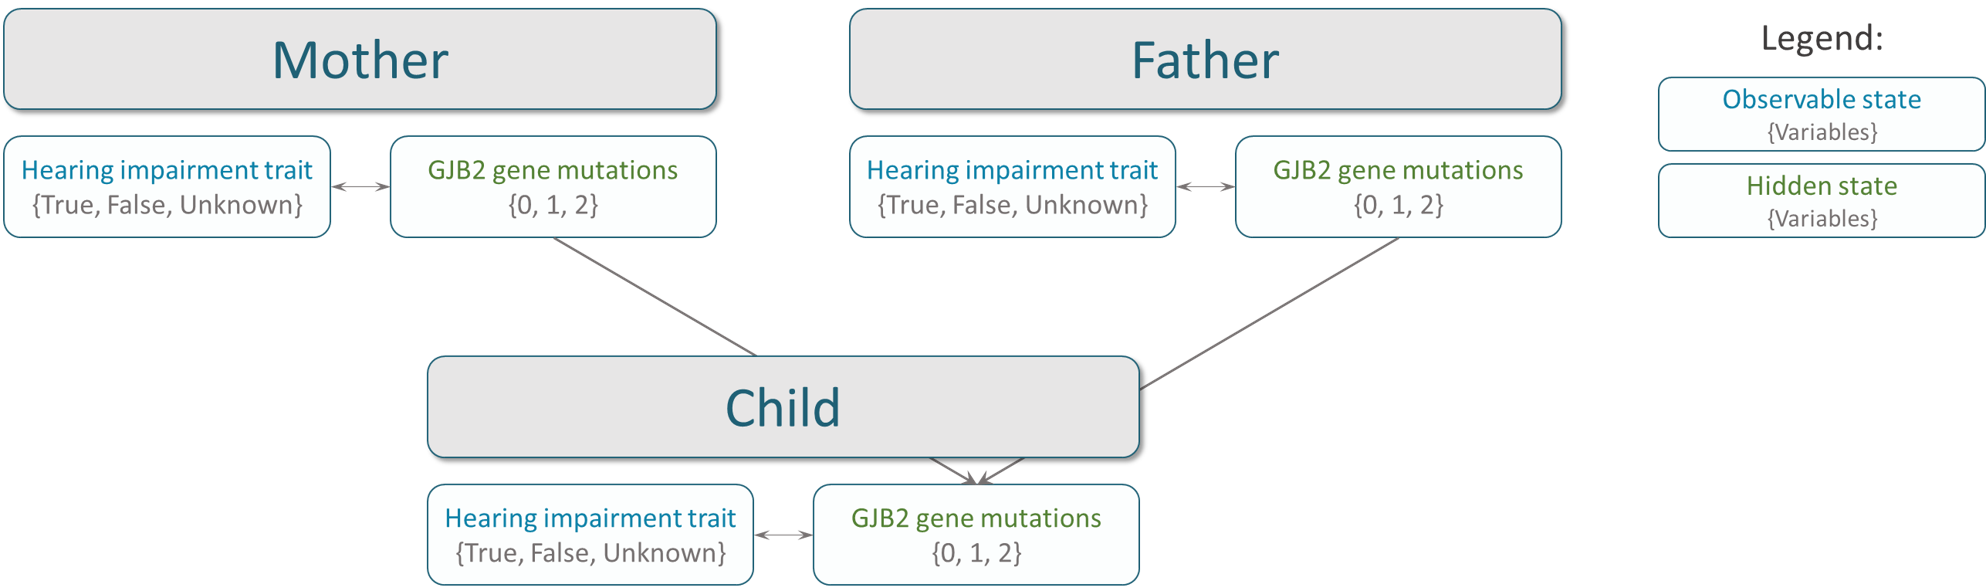 Mother
Father
Legend:
Observable state
{Variables}
Hearing impairment trait
{True, False, Unknown}
GJB2 gene mutations
{0, 1, 2}
Hearing impairment trait
{True, False, Unknown}
GJB2 gene mutations
{0, 1, 2}
Hidden state
{Variables}
Child
Hearing impairment trait
{True, False, Unknown}
GJB2 gene mutations
{0, 1, 2}